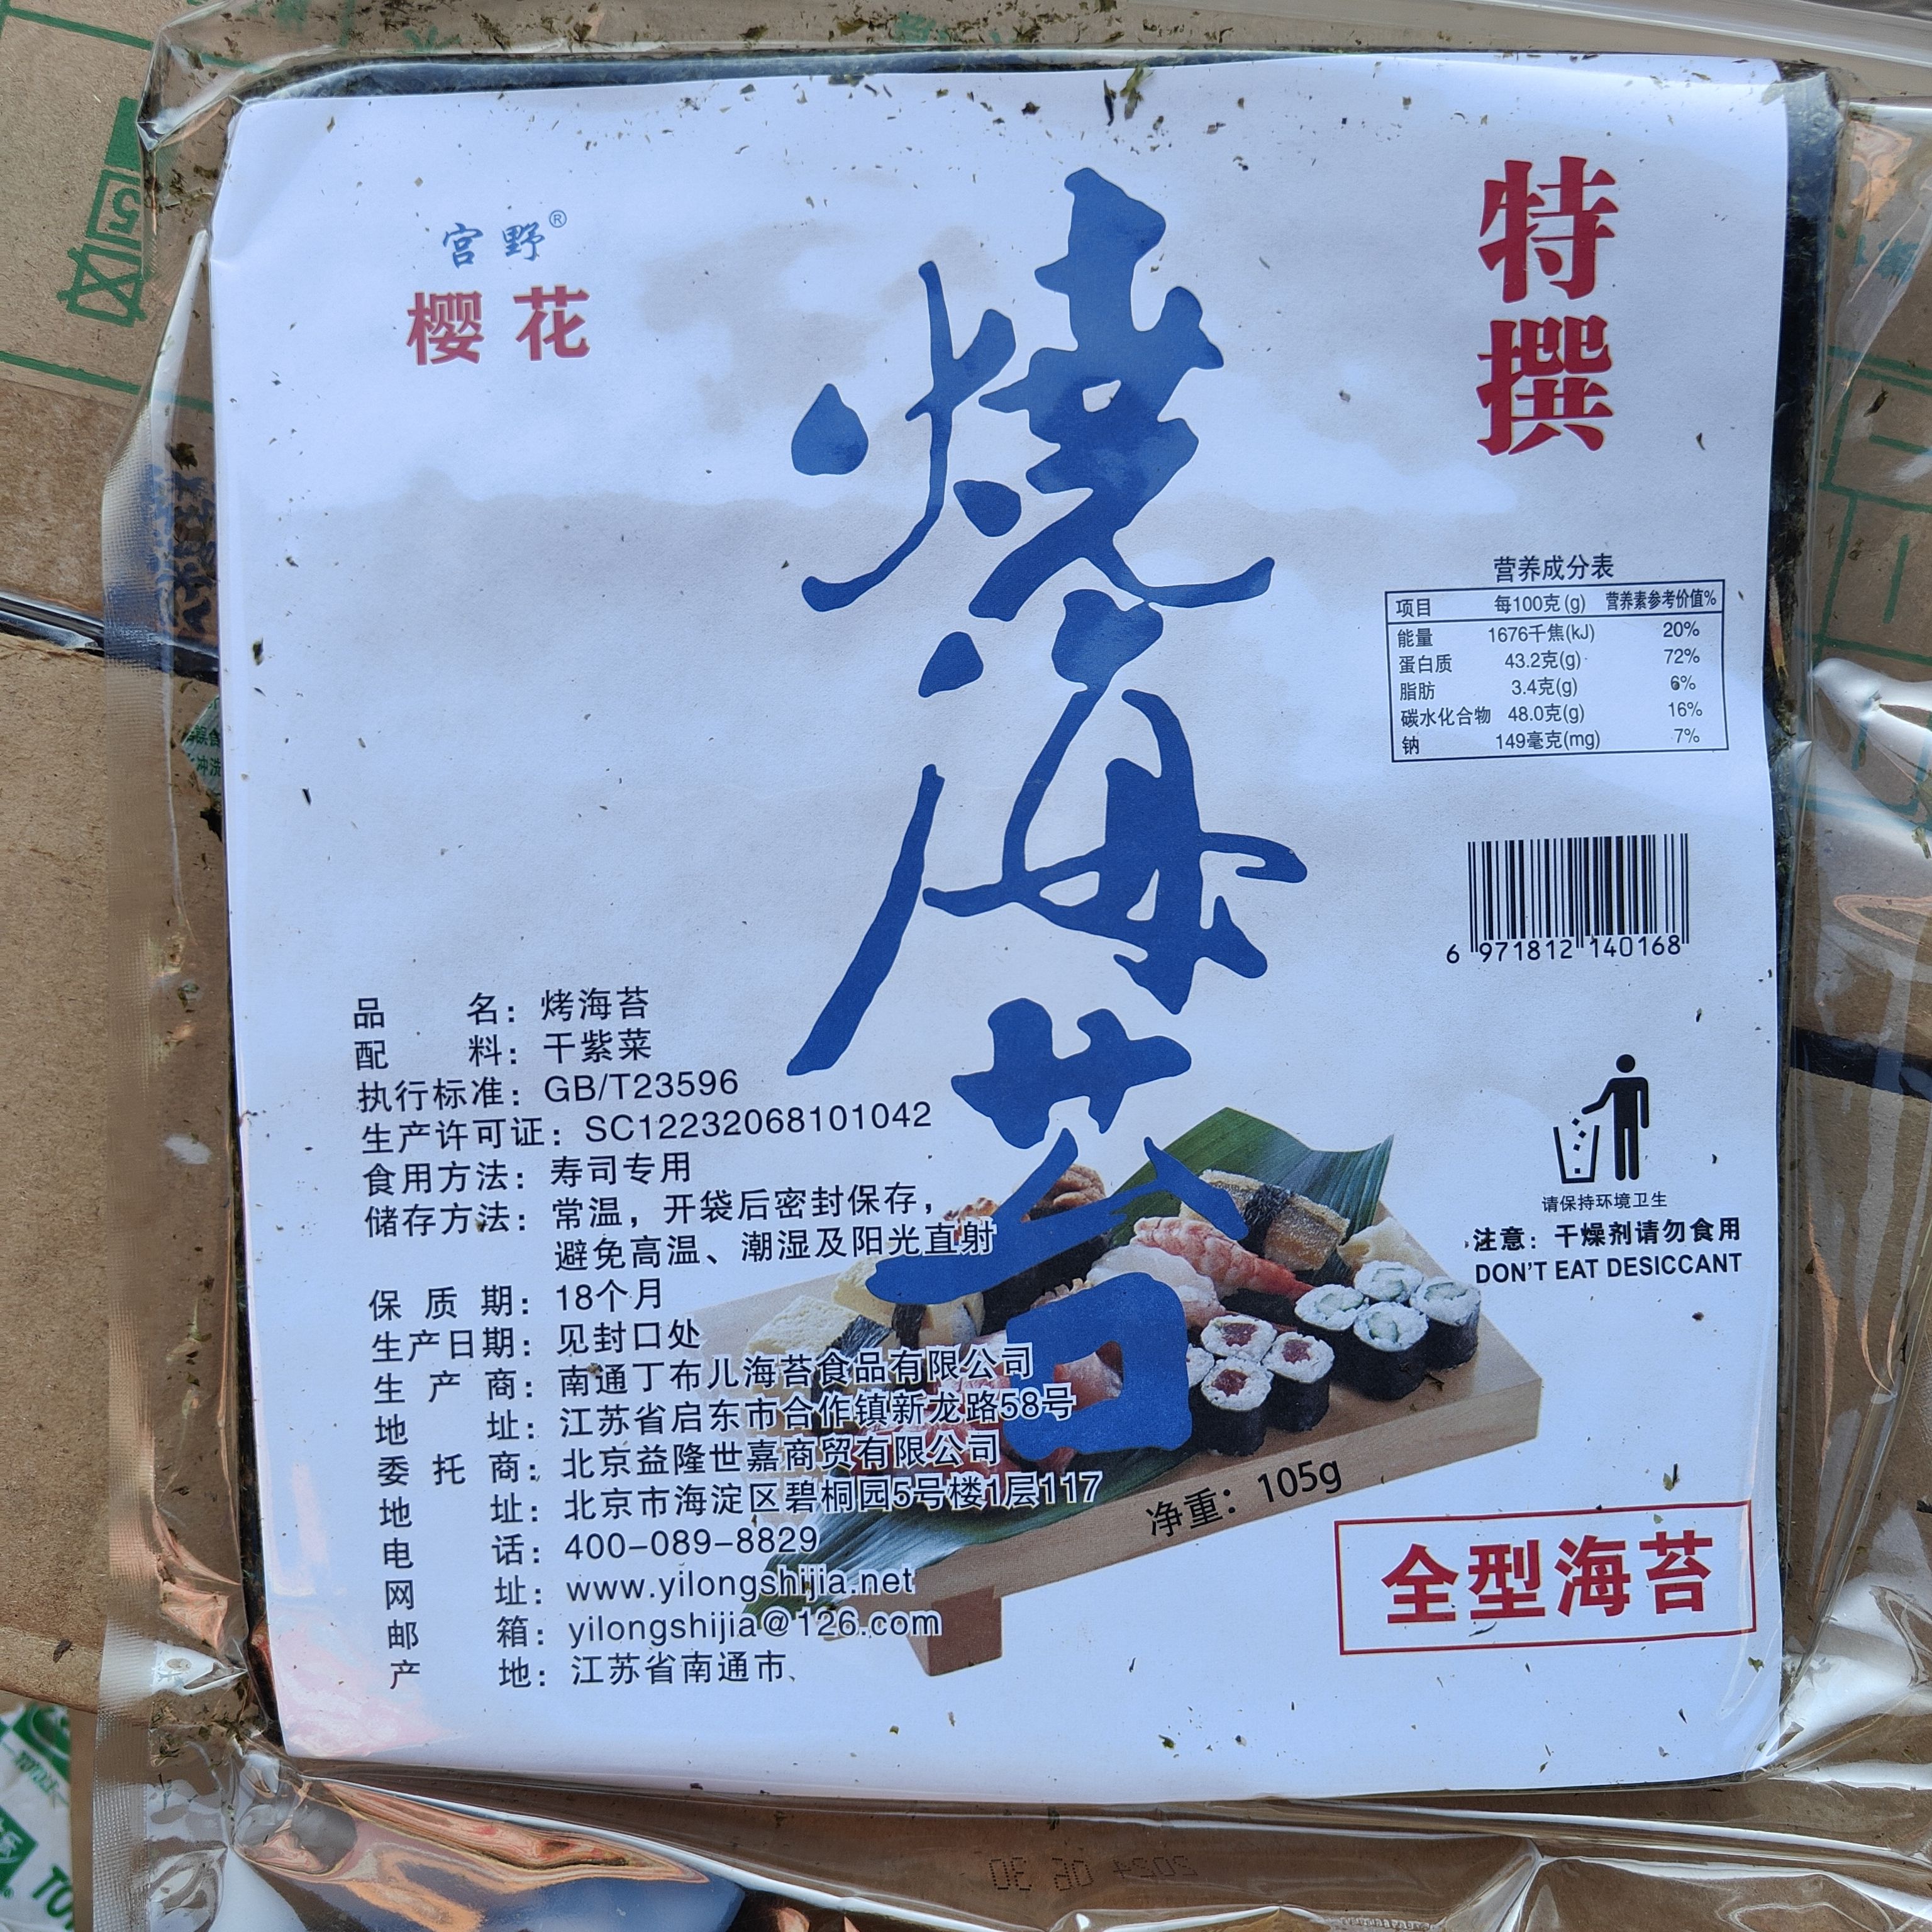 宫野®
樱花
燒海苔
特撰
营养成分表
项目 每100克(g) 营养素参考价值%
能量 1676千焦(kJ) 20%
蛋白质 43.2克(g) 72%
脂肪 3.4克(g) 6%
碳水化合物 48.0克(g) 16%
钠 149毫克(mg) 7%
6 971812 140168
请保持环境卫生
注意：干燥剂请勿食用
DON'T EAT DESICCANT
品名：烤海苔
配料：干紫菜
执行标准：GB/T23596
生产许可证：SC12232068101042
食用方法：寿司专用
储存方法：常温，开袋后密封保存，
避免高温、潮湿及阳光直射
保质期：18个月
生产日期：见封口处
生产商：南通丁布儿海苔食品有限公司
地址：江苏省启东市合作镇新龙路58号
委托商：北京益隆世嘉商贸有限公司
地址：北京市海淀区碧桐园5号楼1层117
电话：400-089-8829
网址：www.yilongshijia.net
邮箱：yilongshijia@126.com
产地：江苏省南通市、
净重：105g
全型海苔